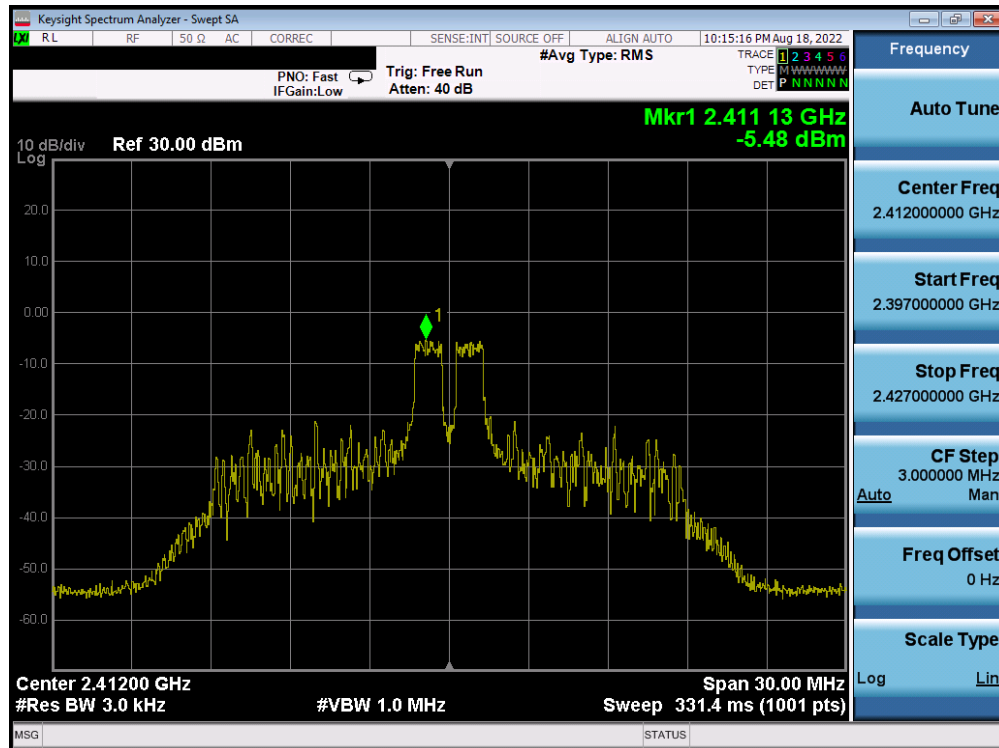 Keysight Spectrum Analyzer - Swept SA
LXI RL RF 50 Ω AC CORREC SENSE:INT SOURCE OFF ALIGN AUTO 10:15:16 PM Aug 18, 2022
#Avg Type: RMS
TRACE 1 2 3 4 5 6
PNO: Fast
Trig: Free Run
TYPE M WWWWW
IFGain:Low
Atten: 40 dB
DET P N N N N N
Mkr1 2.411 13 GHz
-5.48 dBm
10 dB/div
Log
Ref 30.00 dBm
20.0
10.0
0.00
1
-10.0
-20.0
-30.0
-40.0
-50.0
-60.0
Center 2.41200 GHz
Span 30.00 MHz
#Res BW 3.0 kHz
#VBW 1.0 MHz
Sweep 331.4 ms (1001 pts)
MSG
STATUS
Frequency
Auto Tune
Center Freq
2.412000000 GHz
Start Freq
2.397000000 GHz
Stop Freq
2.427000000 GHz
CF Step
3.000000 MHz
Auto Man
Freq Offset
0 Hz
Scale Type
Log Lin